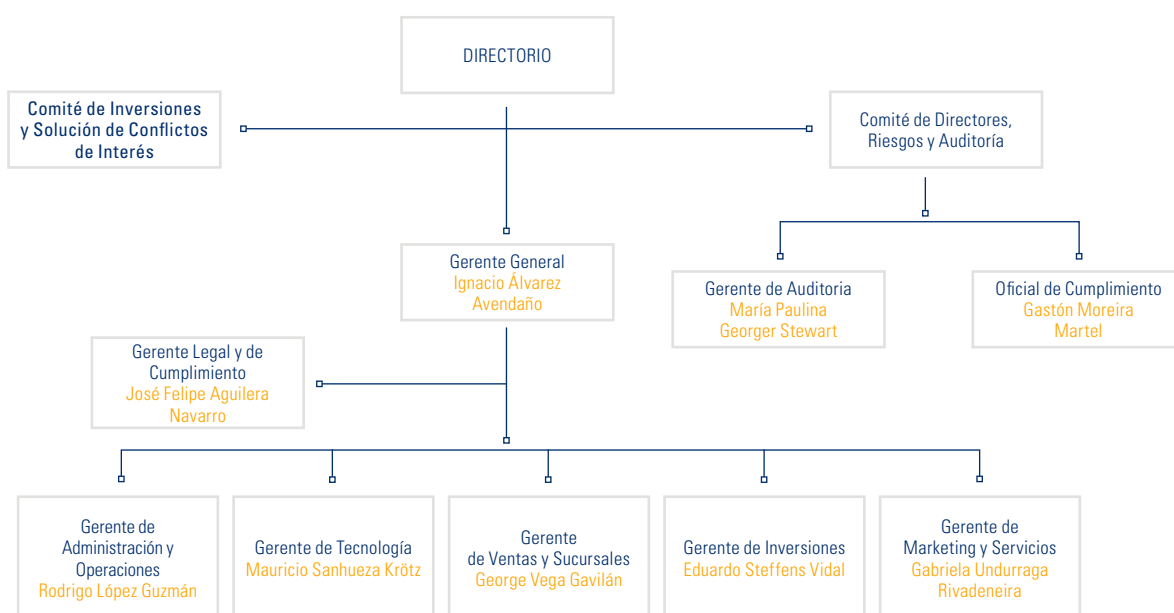 DIRECTORIO
Comité de Inversiones
y Solución de Conflictos
de Interés
Comité de Directores,
Riesgos y Auditoría
Gerente General
Ignacio Álvarez
Avendaño
Gerente de Auditoria
María Paulina
Georger Stewart
Oficial de Cumplimiento
Gastón Moreira
Martel
Gerente Legal y de
Cumplimiento
José Felipe Aguilera
Navarro
Gerente de
Administración y
Operaciones
Rodrigo López Guzmán
Gerente de Tecnología
Mauricio Sanhueza Krötz
Gerente
de Ventas y Sucursales
George Vega Gavilán
Gerente de Inversiones
Eduardo Steffens Vidal
Gerente de
Marketing y Servicios
Gabriela Undurraga
Rivadeneira